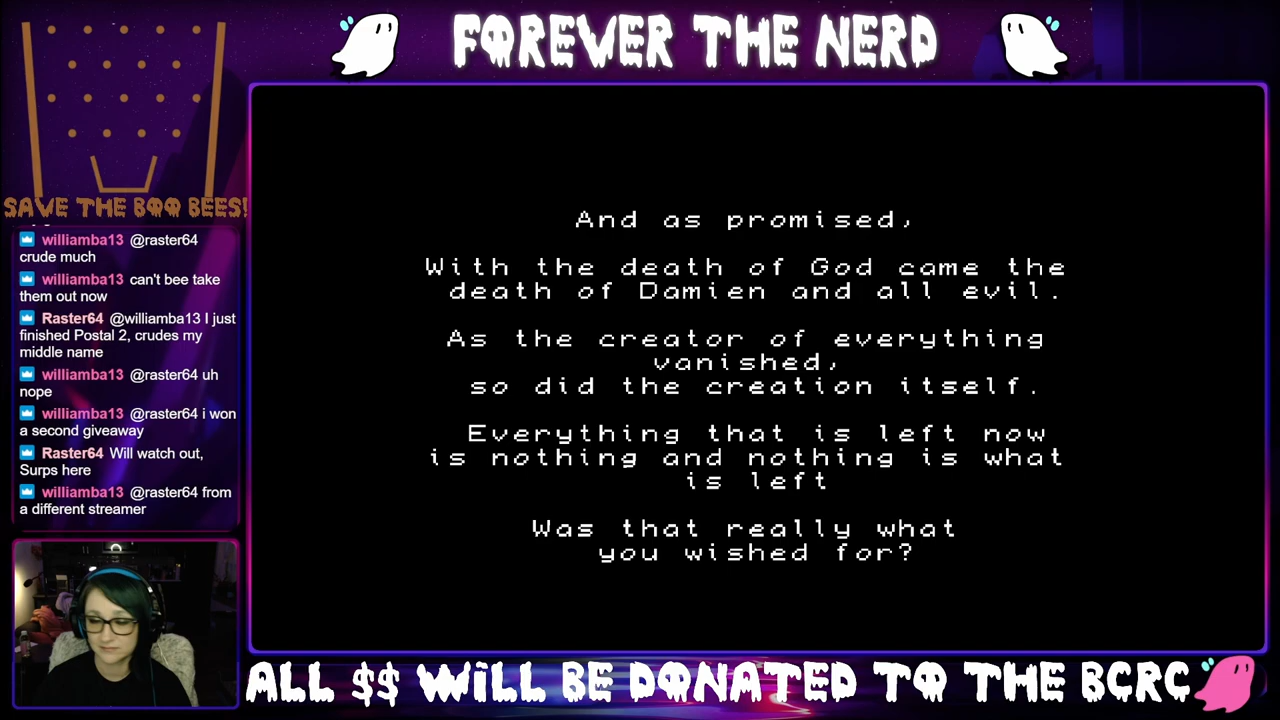 FOREVER THE NERD
SAVE THE BOO BEES!
williamba13 @raster64
crude much
williamba13 can't bee take
them out now
Raster64 @williamba13 I just
finished Postal 2, crudes my
middle name
williamba13 @raster64 uh
nope
williamba13 @raster64 i won
a second giveaway
Raster64 Will watch out,
Surps here
williamba13 @raster64 from
a different streamer
And as promised,
With the death of God came the
death of Damien and all evil.
As the creator of everything
vanished,
so did the creation itself.
Everything that is left now
is nothing and nothing is what
is left
Was that really what
you wished for?
ALL $$ WILL BE DONATED TO THE BCRC